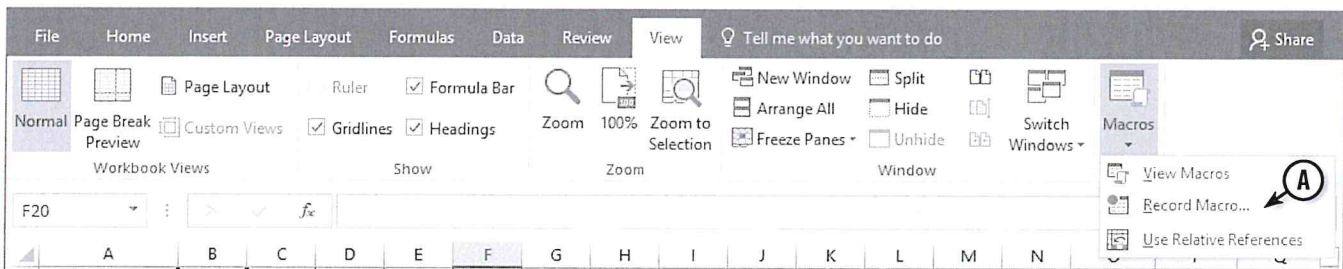 File Home Insert Page Layout Formulas Data Review View Tell me what you want to do Share
Normal Page Break Preview Page Layout Custom Views
Workbook Views
Ruler Formula Bar
Gridlines Headings
Show
Zoom 100% Zoom to Selection
Zoom
New Window Split
Arrange All Hide
Freeze Panes Unhide
Switch Windows
Window
Macros
View Macros
Record Macro...
Use Relative References
A
F20 fx
A B C D E F G H I J K L M N